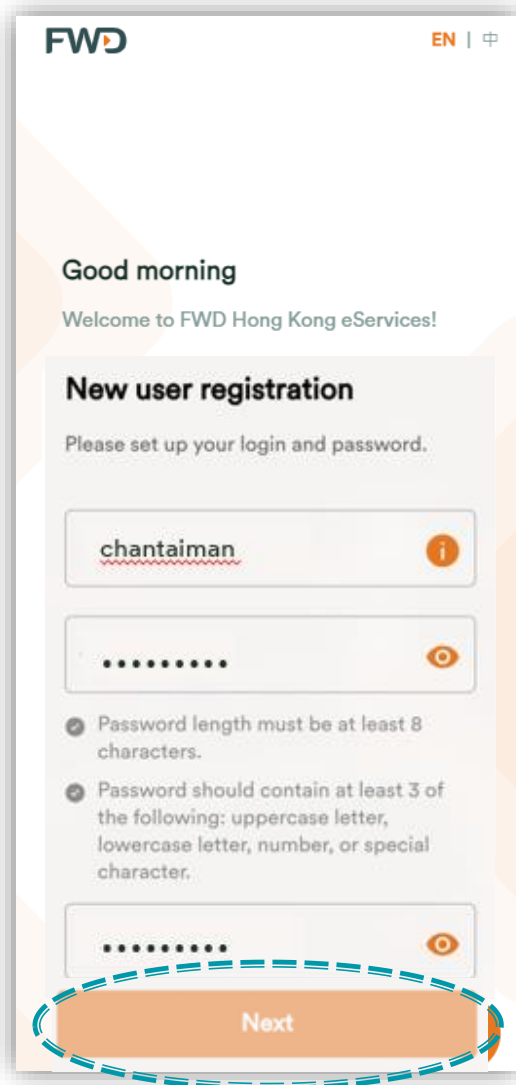 FWD
EN | 中
Good morning
Welcome to FWD Hong Kong eServices!
New user registration
Please set up your login and password.
chantaiman
•••••••••
Password length must be at least 8
characters.
Password should contain at least 3 of
the following: uppercase letter,
lowercase letter, number, or special
character.
•••••••••
Next